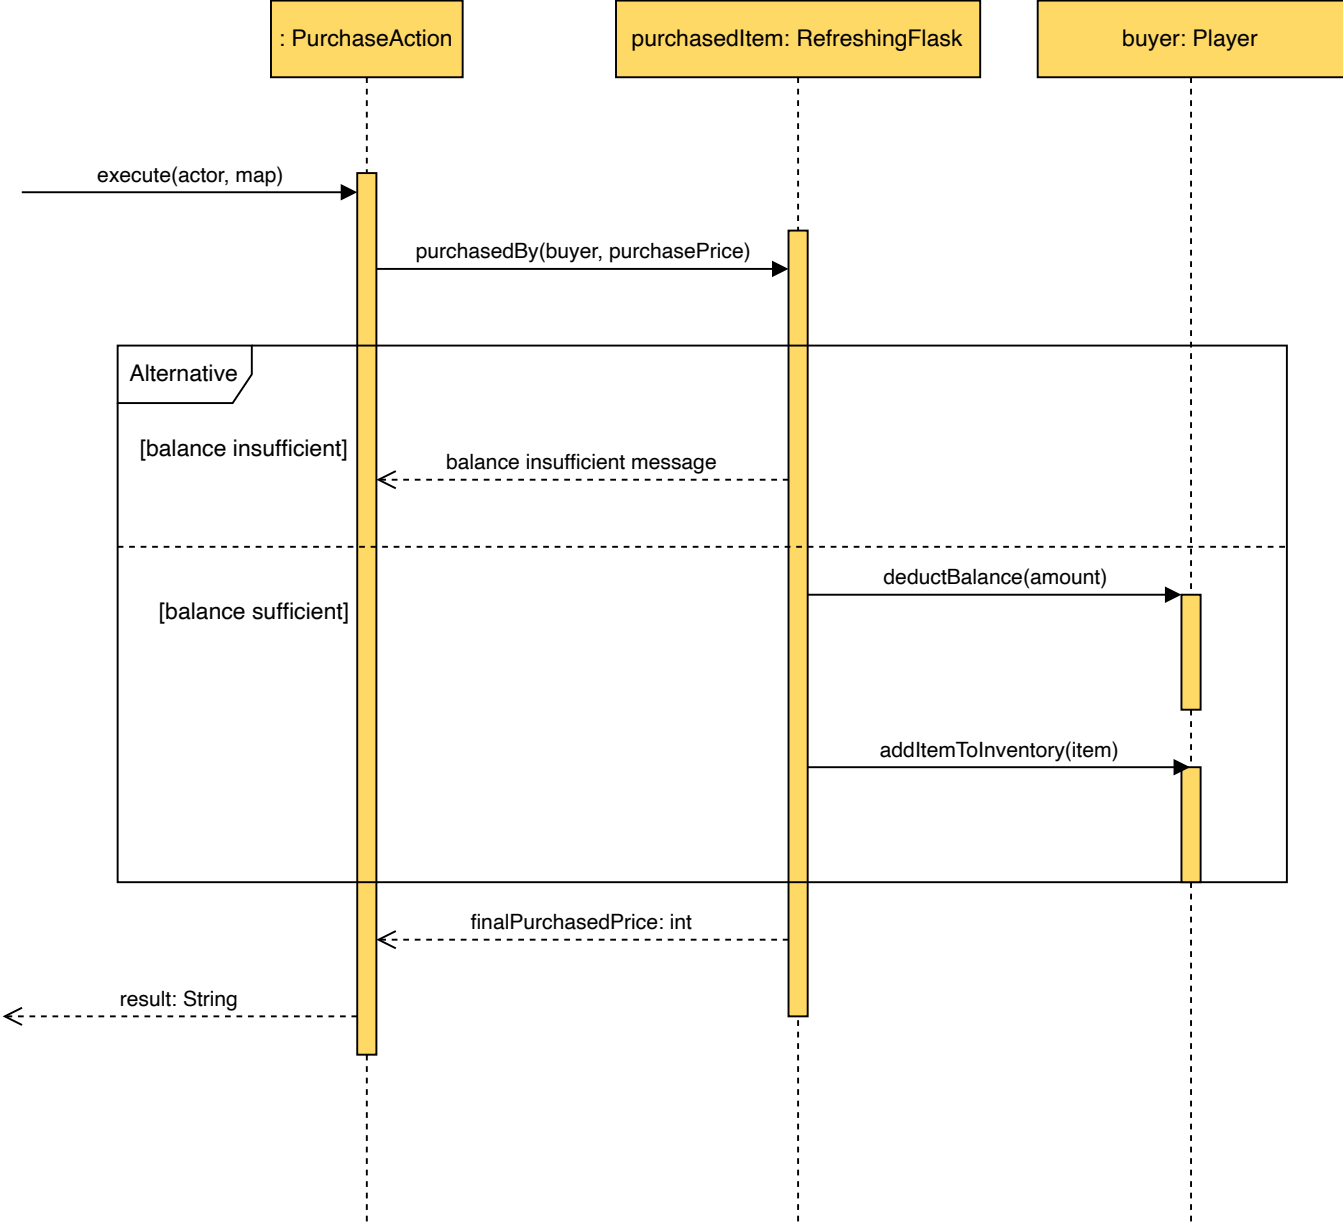 : PurchaseAction
purchasedItem: RefreshingFlask
buyer: Player
execute(actor, map)
purchasedBy(buyer, purchasePrice)
Alternative
[balance insufficient]
balance insufficient message
deductBalance(amount)
[balance sufficient]
addItemToInventory(item)
finalPurchasedPrice: int
result: String